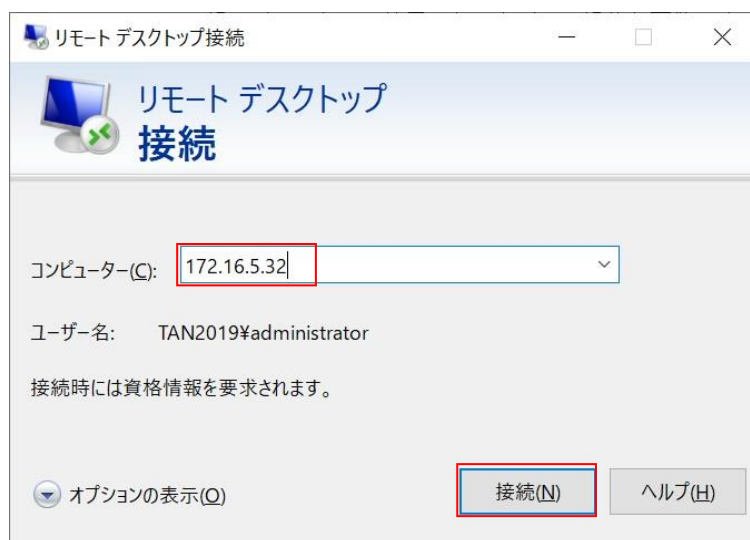 リモート デスクトップ接続
リモート デスクトップ
接続
コンピューター(C): 172.16.5.32
ユーザー名: TAN2019¥administrator
接続時には資格情報を要求されます。
オプションの表示(O) 接続(N) ヘルプ(H)